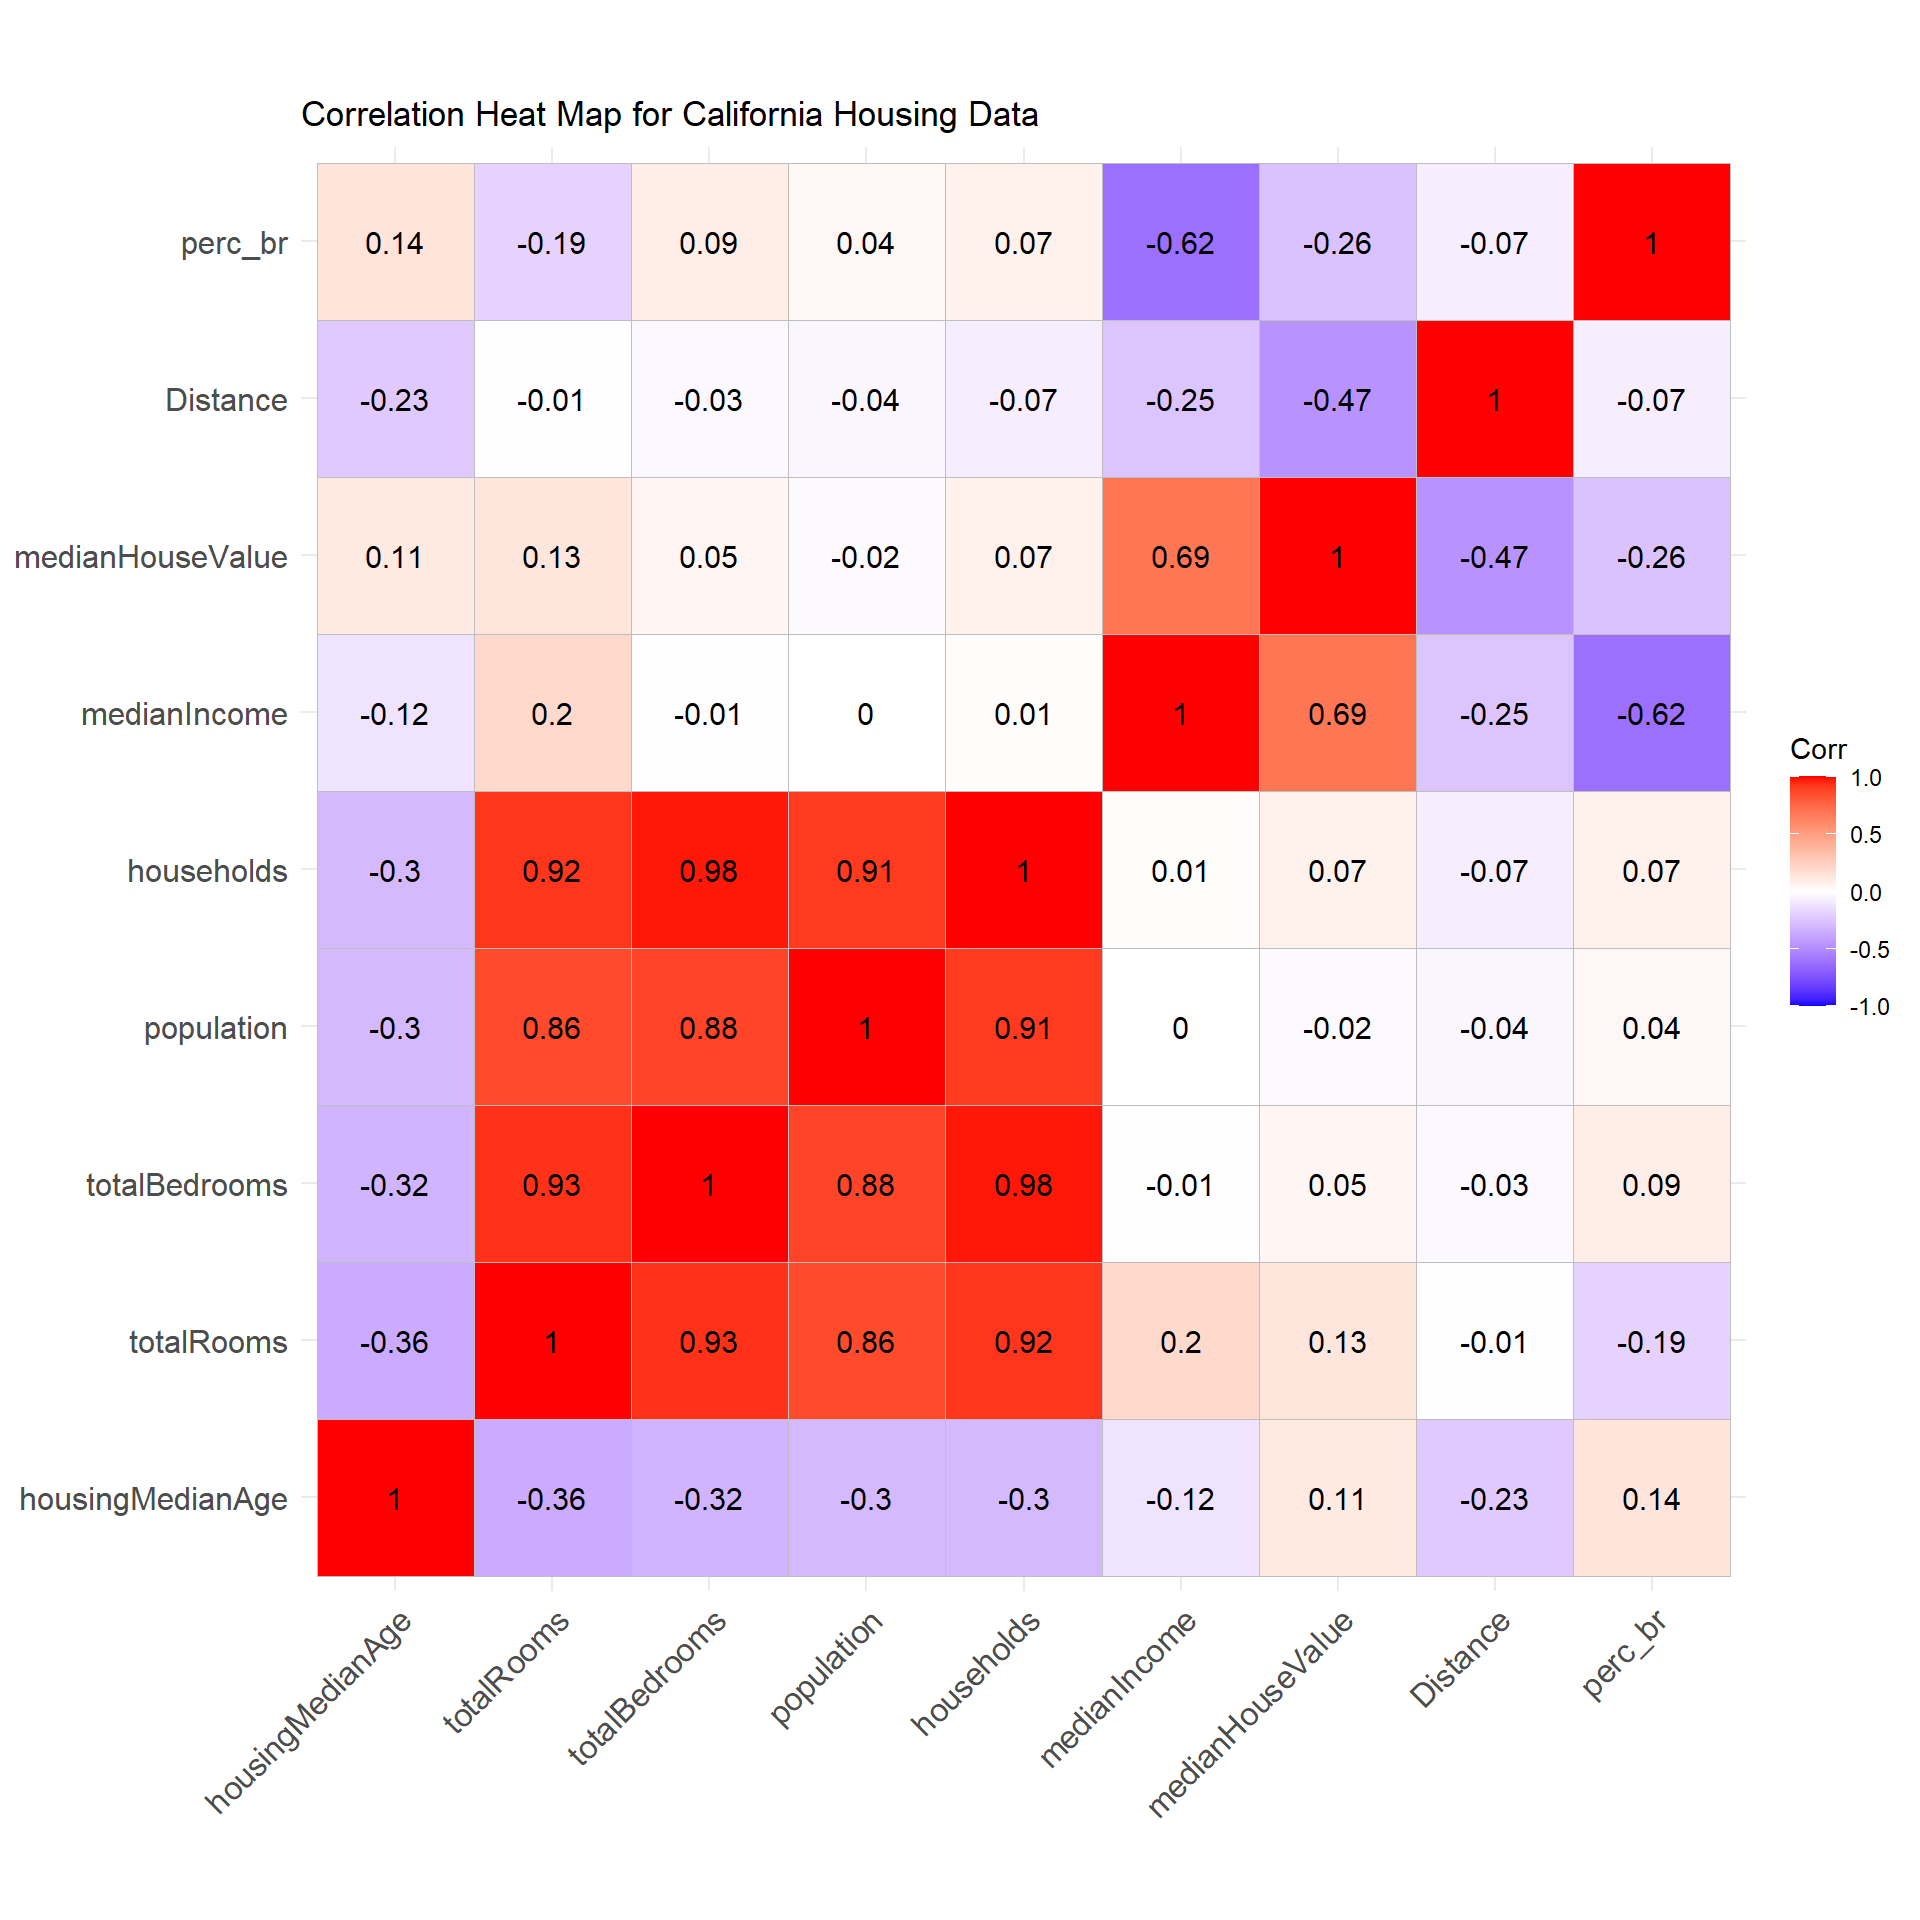 Correlation Heat Map for California Housing Data
perc_br 0.14 -0.19 0.09 0.04 0.07 -0.62 -0.26 -0.07 1
Distance -0.23 -0.01 -0.03 -0.04 -0.07 -0.25 -0.47 1 -0.07
medianHouseValue 0.11 0.13 0.05 -0.02 0.07 0.69 1 -0.47 -0.26
medianIncome -0.12 0.2 -0.01 0 0.01 1 0.69 -0.25 -0.62
households -0.3 0.92 0.98 0.91 1 0.01 0.07 -0.07 0.07
population -0.3 0.86 0.88 1 0.91 0 -0.02 -0.04 0.04
totalBedrooms -0.32 0.93 1 0.88 0.98 -0.01 0.05 -0.03 0.09
totalRooms -0.36 1 0.93 0.86 0.92 0.2 0.13 -0.01 -0.19
housingMedianAge 1 -0.36 -0.32 -0.3 -0.3 -0.12 0.11 -0.23 0.14
housingMedianAge totalRooms totalBedrooms population households medianIncome medianHouseValue Distance perc_br
Corr
1.0
0.5
0.0
-0.5
-1.0